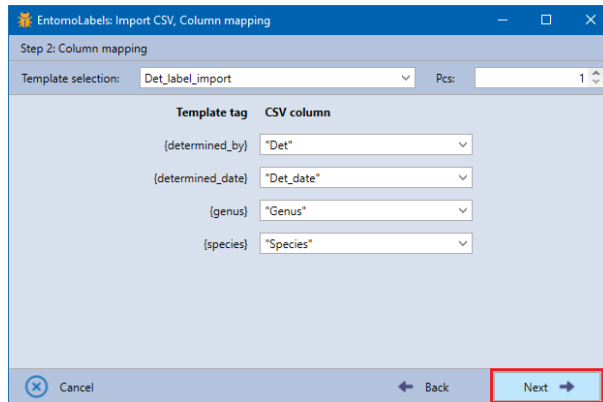 EntomoLabels: Import CSV, Column mapping
Step 2: Column mapping
Template selection: Det_label_import Pcs: 1
Template tag CSV column
{determined_by} "Det"
{determined_date} "Det_date"
{genus} "Genus"
{species} "Species"
Cancel Back Next